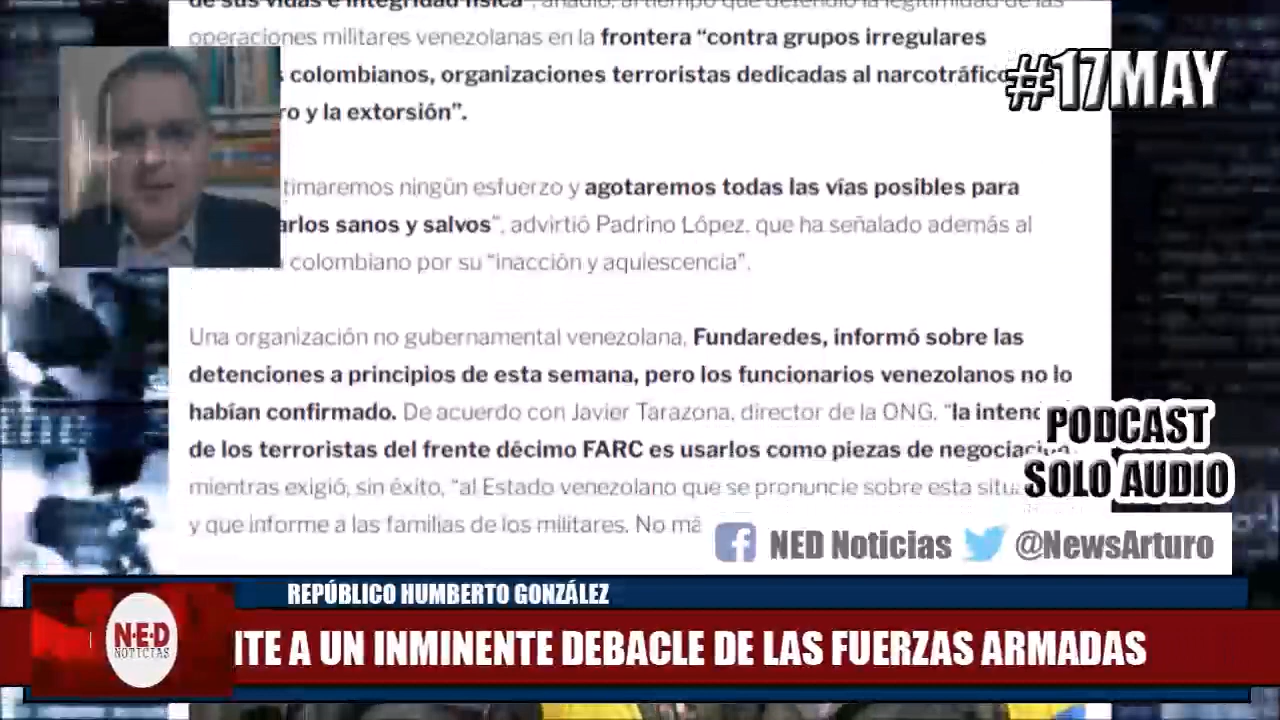 de sus vidas e integridad física", añadió, al tiempo que defendió la legitimidad de las
operaciones militares venezolanas en la frontera “contra grupos irregulares
colombianos, organizaciones terroristas dedicadas al narcotráfico
ro y la extorsión”.
#17MAY
timaremos ningún esfuerzo y agotaremos todas las vías posibles para
arlos sanos y salvos”, advirtió Padrino López, que ha señalado además al
colombiano por su “inacción y aquiescencia”.
Una organización no gubernamental venezolana, Fundaredes, informó sobre las
detenciones a principios de esta semana, pero los funcionarios venezolanos no lo
habían confirmado. De acuerdo con Javier Tarazona, director de la ONG, “la intenc
de los terroristas del frente décimo FARC es usarlos como piezas de negociación,
mientras exigió, sin éxito, “al Estado venezolano que se pronuncie sobre esta situ
y que informe a las familias de los militares. No má
PODCAST
SOLO AUDIO
NED Noticias @NewsArturo
REPÚBLICO HUMBERTO GONZÁLEZ
N·E·D
NOTICIAS
NTE A UN INMINENTE DEBACLE DE LAS FUERZAS ARMADAS